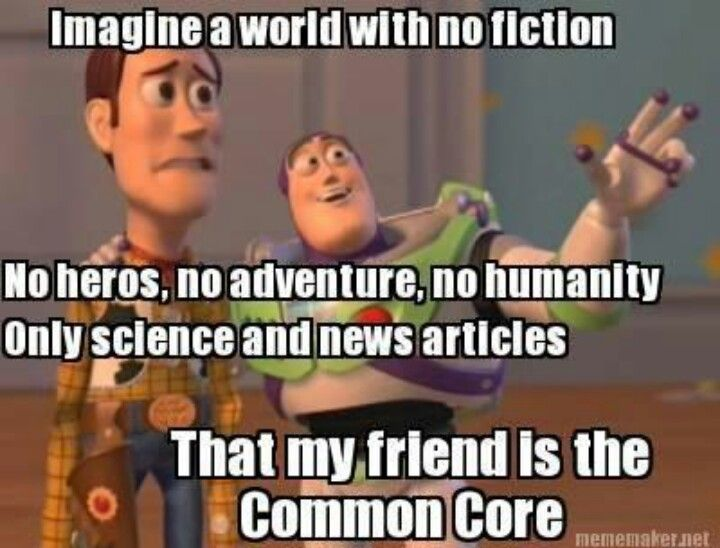 Imagine a world with no fiction
No heros, no adventure, no humanity
Only science and news articles
That my friend is the
Common Core
mememaker.net